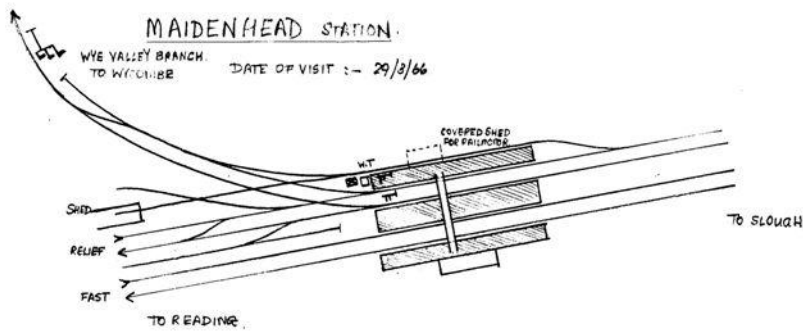 MAIDENHEAD STATION.
WYE VALLEY BRANCH.
TO WYCOMBE
DATE OF VISIT :- 29/8/66
COVERED SHED
FOR RAILMOTOR
W.T
SHED
RELIEF
TO SLOUGH
FAST
TO READING.